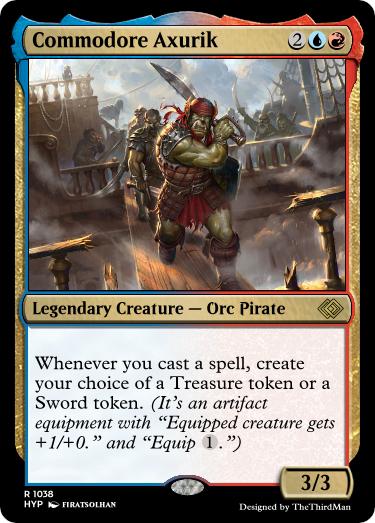 Commodore Axurik 2
Legendary Creature — Orc Pirate
Whenever you cast a spell, create
your choice of a Treasure token or a
Sword token. (It's an artifact
equipment with “Equipped creature gets
+1/+0.” and “Equip 1.”)
3/3
R 1038
HYP FIRATSOLHAN
Designed by TheThirdMan